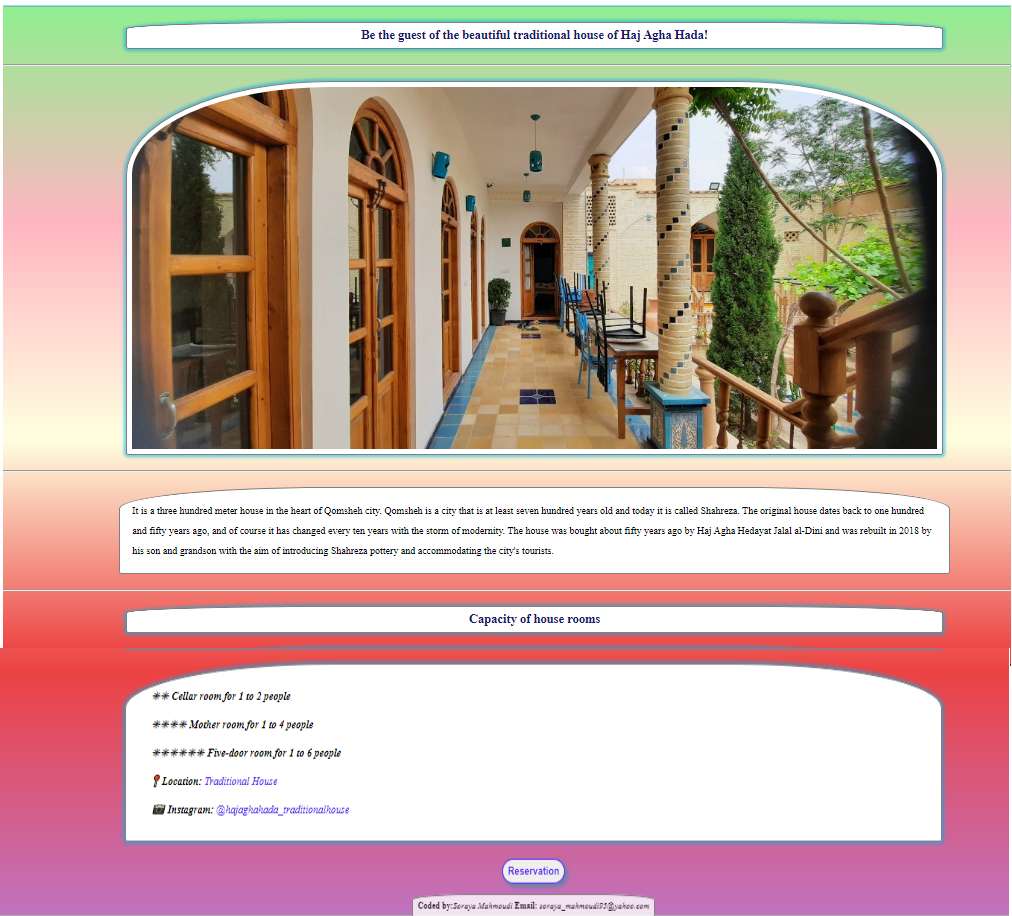 Be the guest of the beautiful traditional house of Haj Agha Hada!
It is a three hundred meter house in the heart of Qomsheh city. Qomsheh is a city that is at least seven hundred years old and today it is called Shahreza. The original house dates back to one hundred
and fifty years ago, and of course it has changed every ten years with the storm of modernity. The house was bought about fifty years ago by Haj Agha Hedayat Jalal al-Dini and was rebuilt in 2018 by
his son and grandson with the aim of introducing Shahreza pottery and accommodating the city's tourists.
Capacity of house rooms
✳✳ Cellar room for 1 to 2 people
✳✳✳✳ Mother room for 1 to 4 people
✳✳✳✳✳✳ Five-door room for 1 to 6 people
📍Location: Traditional House
📸 Instagram: @hajaghahada_traditionalhouse
Reservation
Coded by:Soraya Mahmoudi Email: soraya_mahmoudi95@yahoo.com